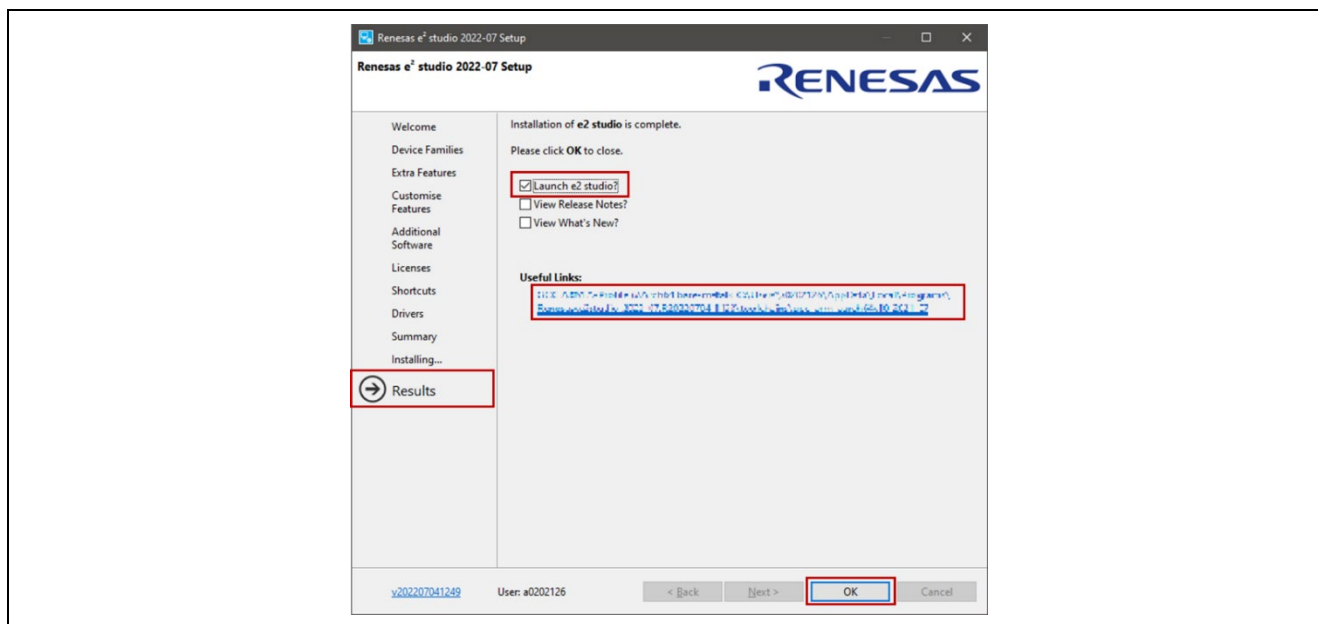 Renesas e² studio 2022-07 Setup
Renesas e² studio 2022-07 Setup
RENESAS
Welcome
Device Families
Extra Features
Customise
Features
Additional
Software
Licenses
Shortcuts
Drivers
Summary
Installing...
Results
Installation of e2 studio is complete.
Please click OK to close.
Launch e2 studio?
View Release Notes?
View What's New?
Useful Links:
v202207041249
User: a0202126
< Back
Next >
OK
Cancel